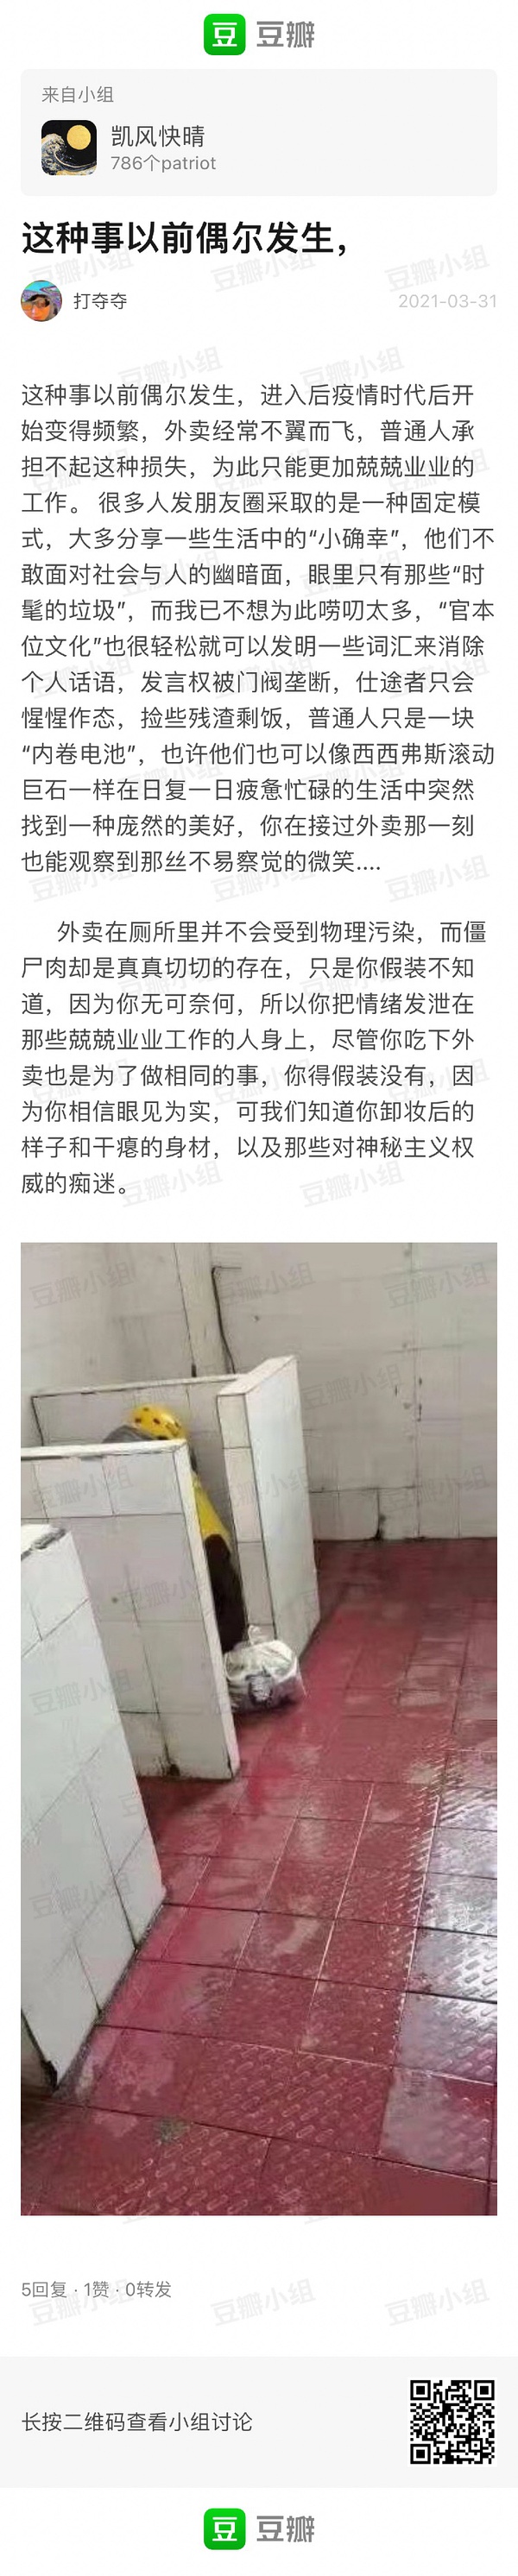 豆 豆瓣
来自小组
凯风快晴
786个patriot
这种事以前偶尔发生，
打夯夯
2021-03-31
这种事以前偶尔发生，进入后疫情时代后开
始变得频繁，外卖经常不翼而飞，普通人承
担不起这种损失，为此只能更加兢兢业业的
工作。 很多人发朋友圈采取的是一种固定模
式，大多分享一些生活中的“小确幸”，他们不
敢面对社会与人的幽暗面，眼里只有那些“时
髦的垃圾”，而我已不想为此唠叨太多，“官本
位文化”也很轻松就可以发明一些词汇来消除
个人话语，发言权被门阀垄断，仕途者只会
惺惺作态，捡些残渣剩饭，普通人只是一块
“内卷电池”，也许他们也可以像西西弗斯滚动
巨石一样在日复一日疲惫忙碌的生活中突然
找到一种庞然的美好，你在接过外卖那一刻
也能观察到那丝不易察觉的微笑....
外卖在厕所里并不会受到物理污染，而僵
尸肉却是真真切切的存在，只是你假装不知
道，因为你无可奈何，所以你把情绪发泄在
那些兢兢业业工作的人身上，尽管你吃下外
卖也是为了做相同的事，你得假装没有，因
为你相信眼见为实，可我们知道你卸妆后的
样子和干瘪的身材，以及那些对神秘主义权
威的痴迷。
5回复 · 1赞 · 0转发
长按二维码查看小组讨论
豆 豆瓣